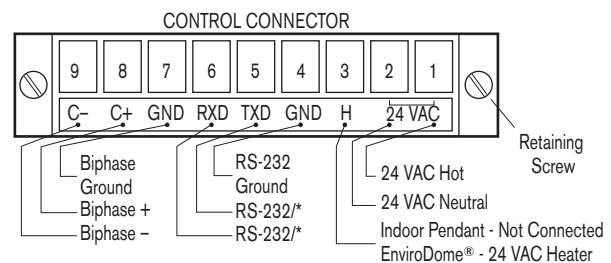 CONTROL CONNECTOR
9 8 7 6 5 4 3 2 1
C– C+ GND RXD TXD GND H 24 VAC
Retaining
Screw
Biphase
Ground
Biphase +
Biphase –
RS-232
Ground
RS-232/*
RS-232/*
24 VAC Hot
24 VAC Neutral
Indoor Pendant - Not Connected
EnviroDome® - 24 VAC Heater